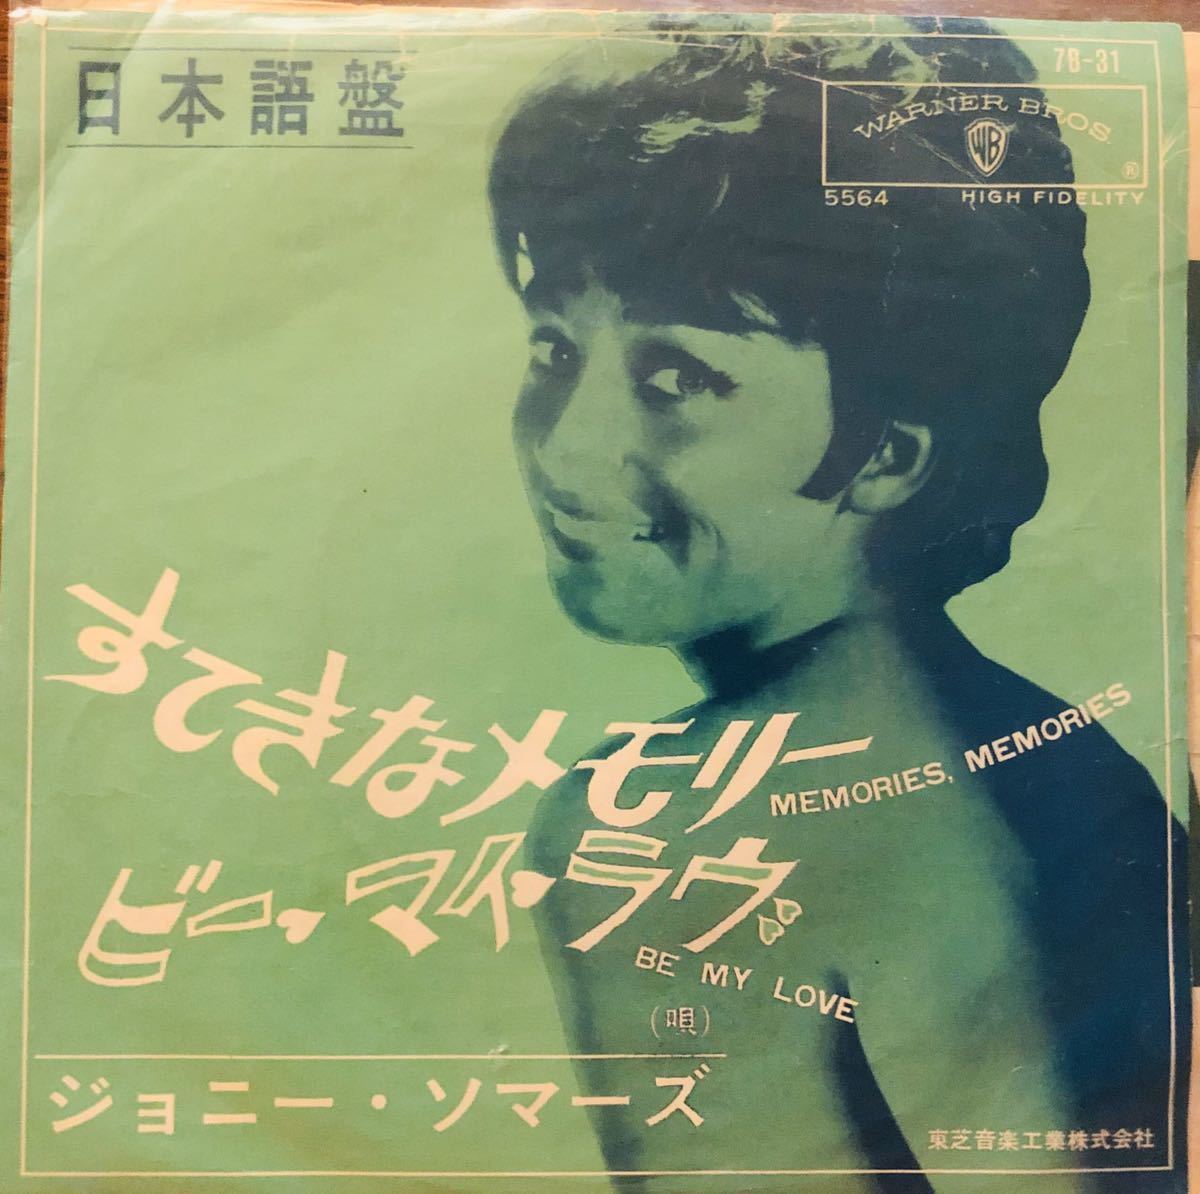 日本語盤
7B-31
WARNER BROS.
WB
®
5564 HIGH FIDELITY
すてきなメモリー
MEMORIES, MEMORIES
ビー・マイ・ラヴ
BE MY LOVE
(唄)
ジョニー・ソマーズ
東芝音楽工業株式会社